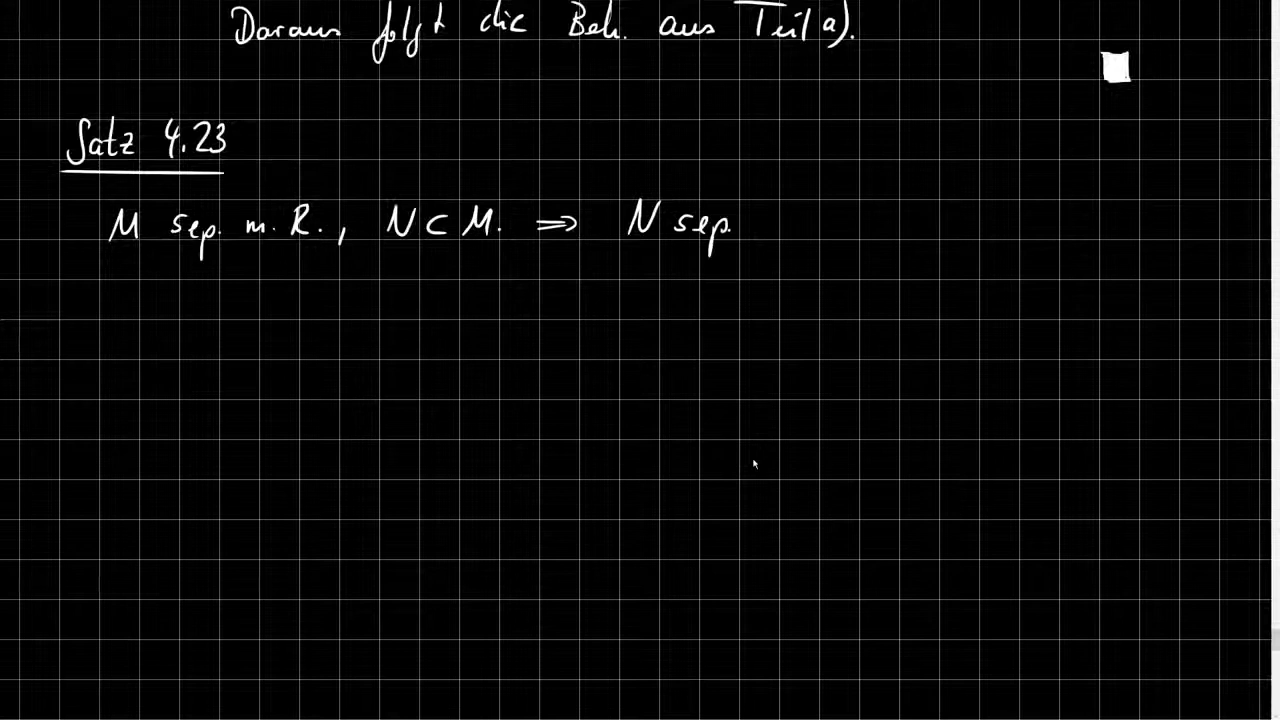 Daraus folgt die Beh. aus Teil a).
Satz 4.23
M sep. m. R., N ⊂ M. ⇒ N sep.